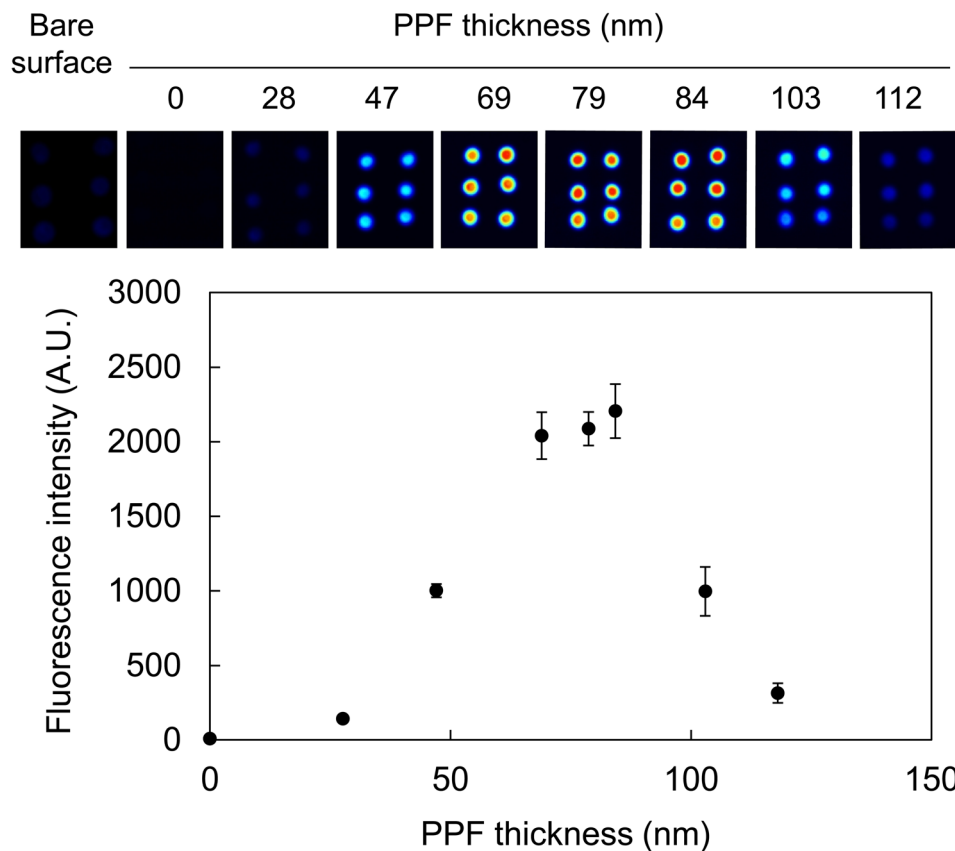 Bare surface
PPF thickness (nm)
0 28 47 69 79 84 103 112
3000
2500
2000
1500
1000
500
0
Fluorescence intensity (A.U.)
0 50 100 150
PPF thickness (nm)